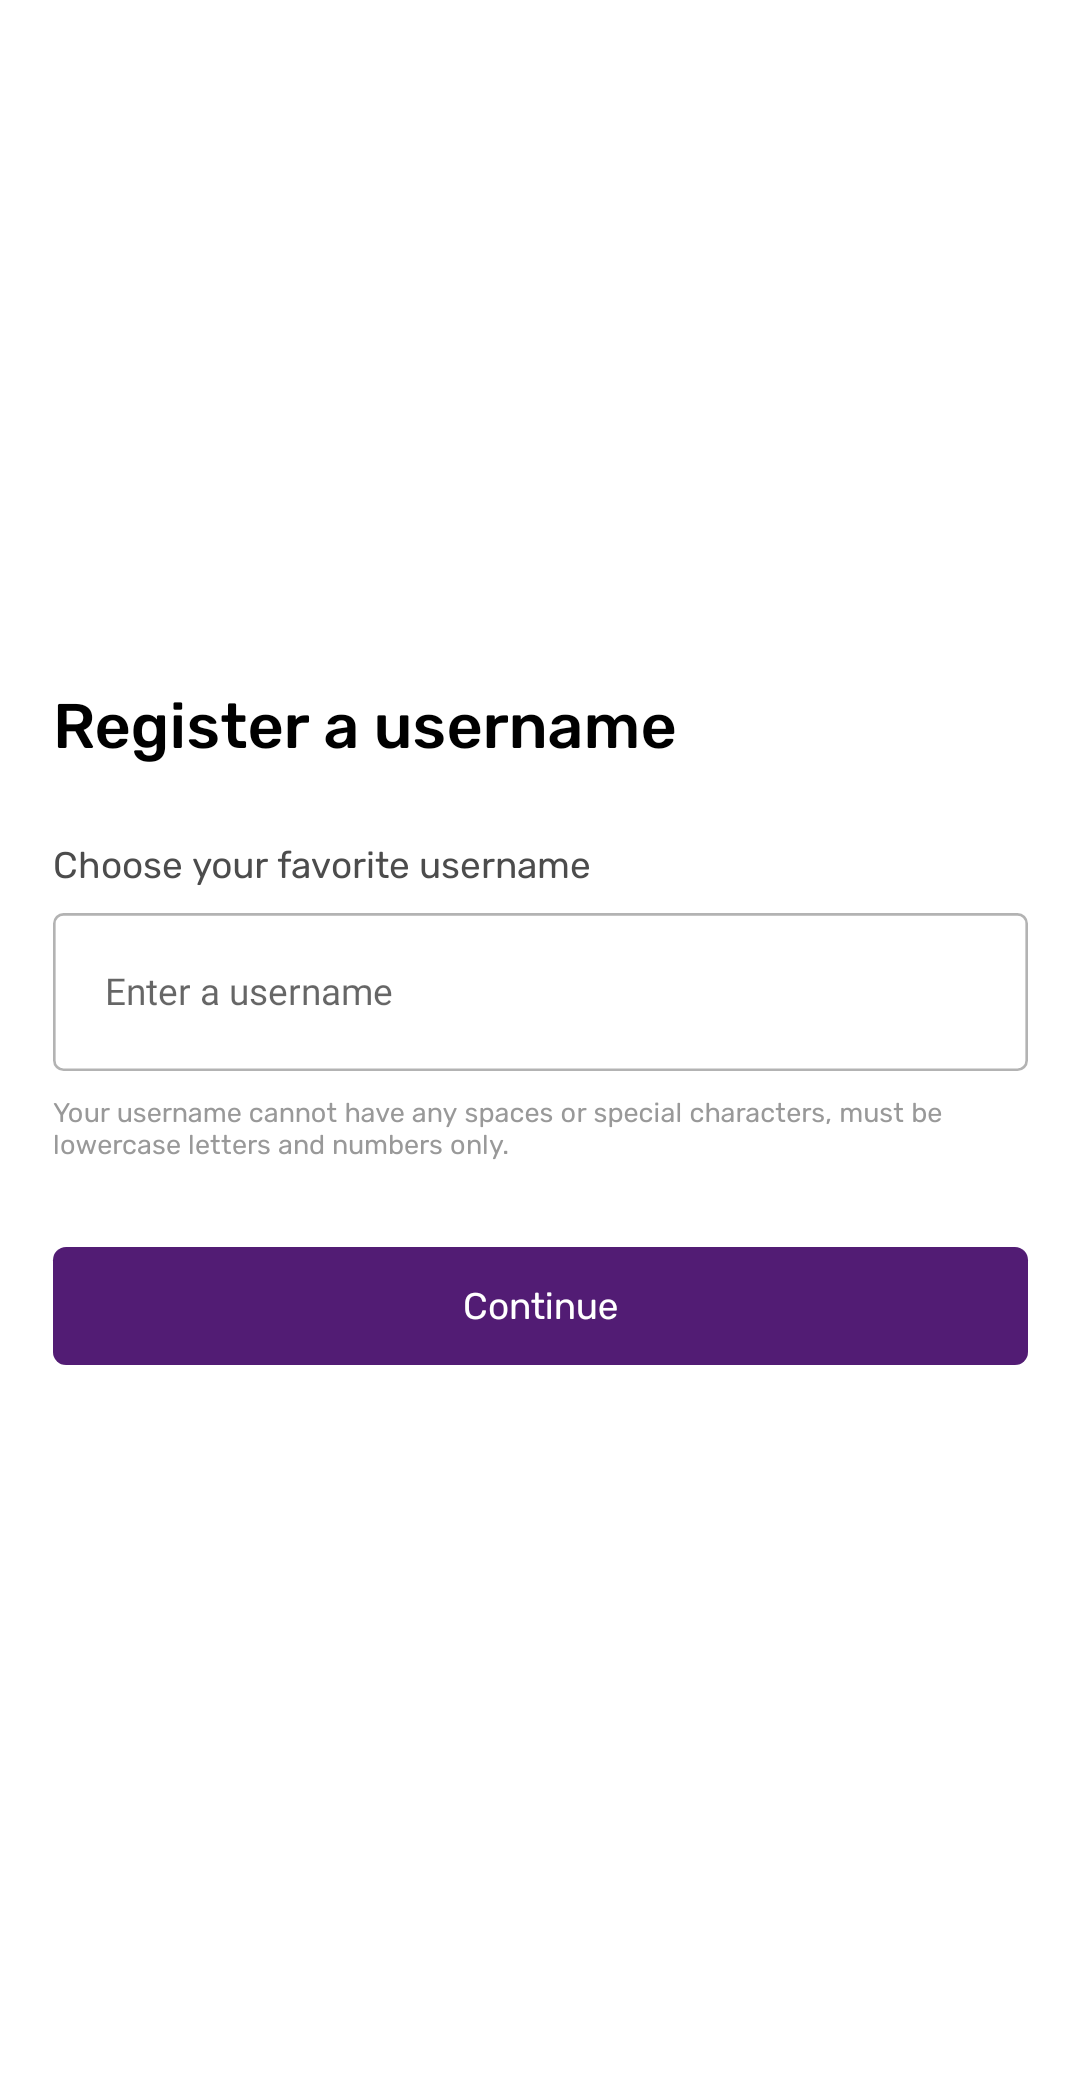 Register a username
Choose your favorite username
Enter a username
Your username cannot have any spaces or special characters, must be
lowercase letters and numbers only.
Continue